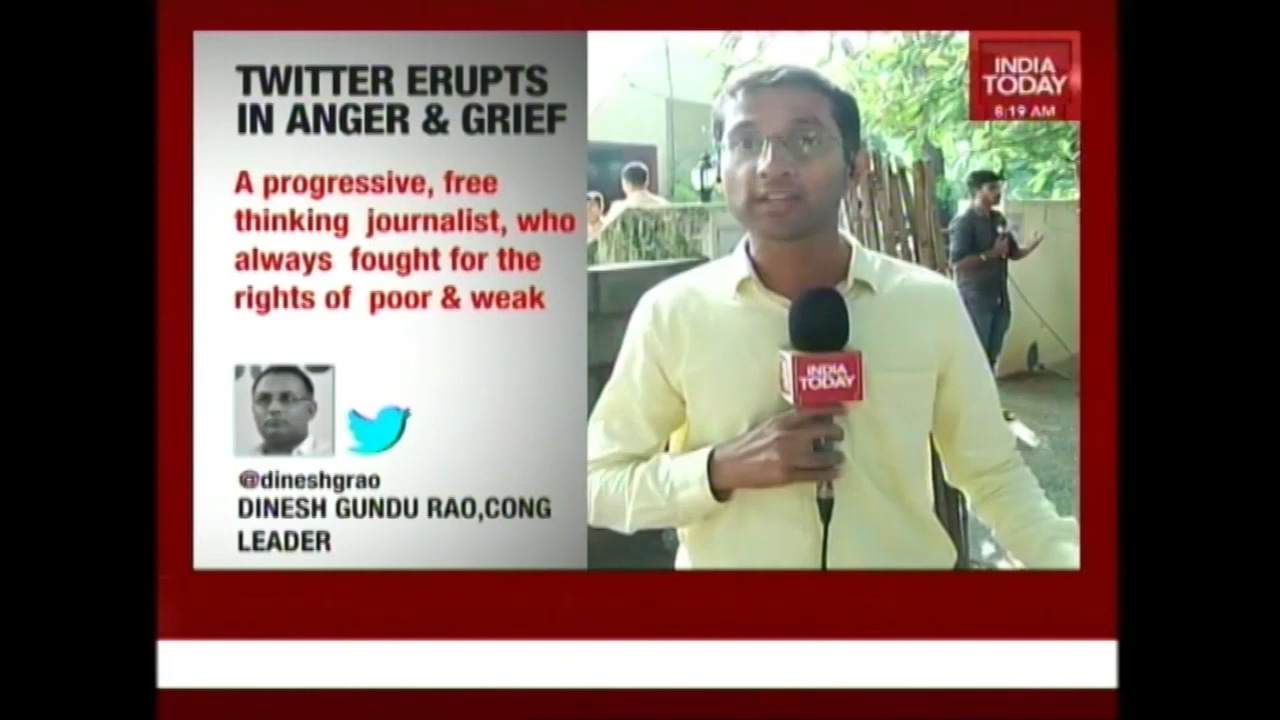 TWITTER ERUPTS
IN ANGER & GRIEF
A progressive, free
thinking journalist, who
always fought for the
rights of poor & weak
@dineshgrao
DINESH GUNDU RAO,CONG
LEADER
INDIA
TODAY
6:19 AM
INDIA
TODAY